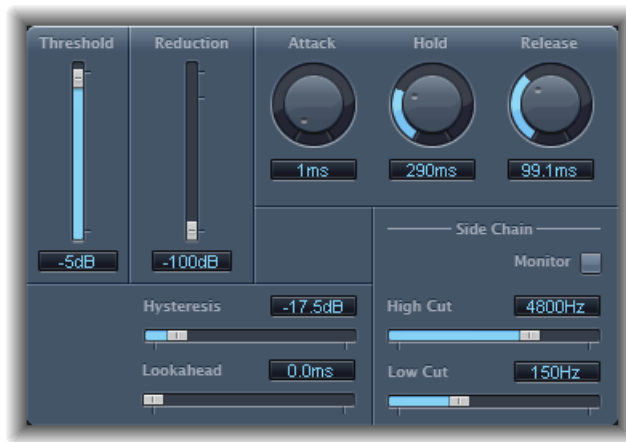 Threshold
Reduction
Attack
Hold
Release
1ms
290ms
99.1ms
-5dB
-100dB
Side Chain
Monitor
Hysteresis
-17.5dB
High Cut
4800Hz
Lookahead
0.0ms
Low Cut
150Hz